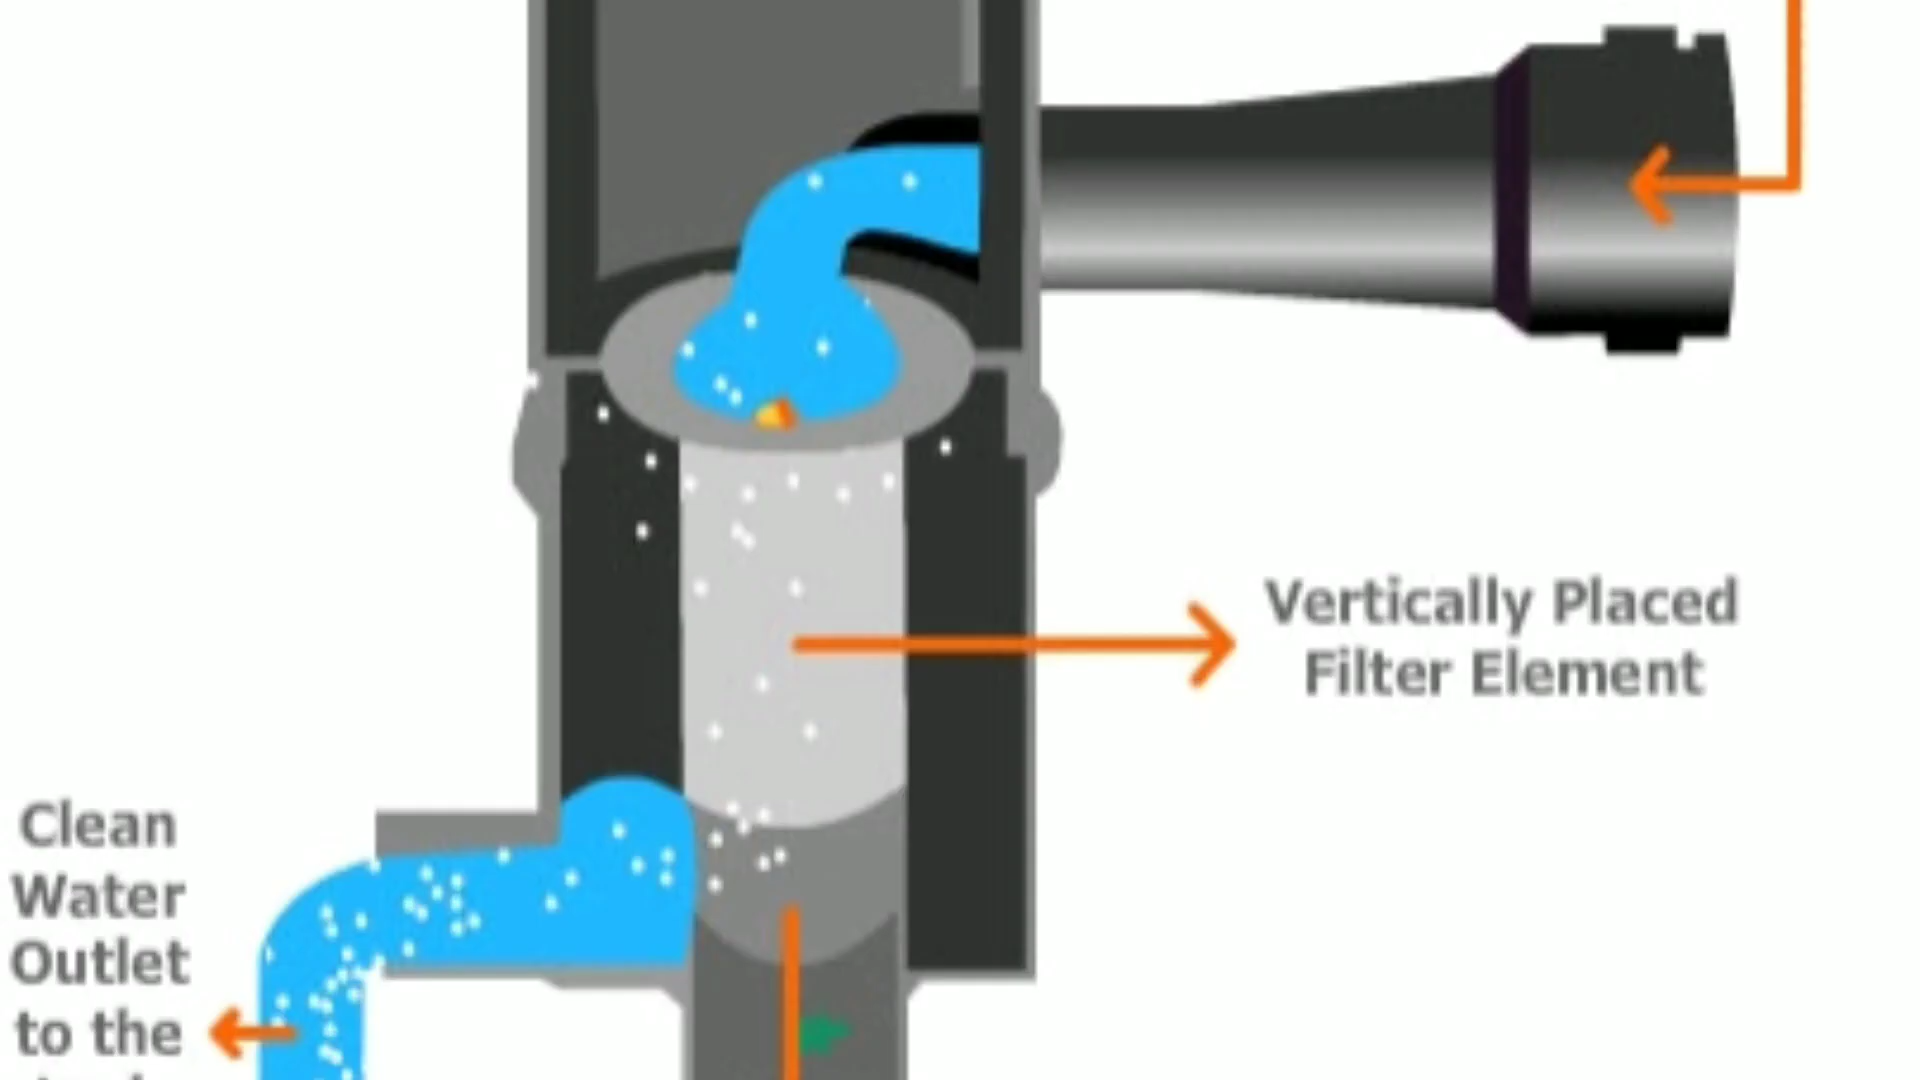 Vertically Placed
Filter Element
Clean
Water
Outlet
to the